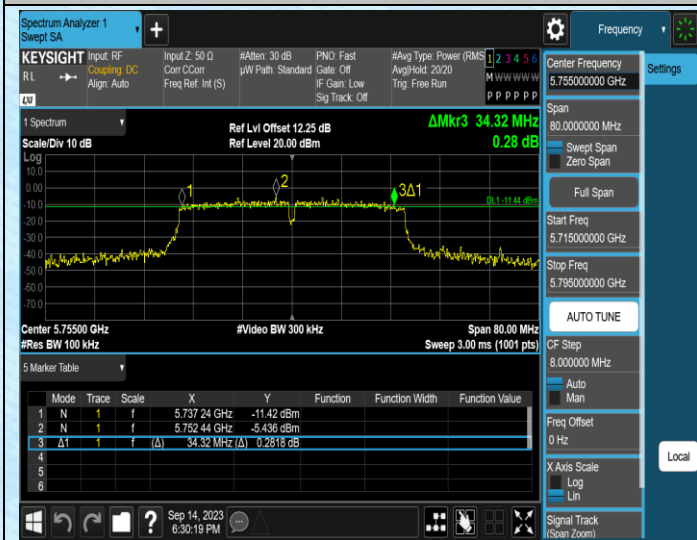 Spectrum Analyzer 1
Swept SA
+
Frequency
KEYSIGHT Input: RF Input Z: 50 Ω #Atten: 30 dB PNO: Fast #Avg Type: Power (RMS 1 2 3 4 5 6
R L Coupling: DC Corr CCorr µW Path: Standard Gate: Off Avg|Hold: 20/20 M W W W W W
Align: Auto Freq Ref: Int (S) IF Gain: Low Trig: Free Run
Sig Track: Off P P P P P P
LXI
1 Spectrum Ref Lvl Offset 12.25 dB ΔMkr3 34.32 MHz
Scale/Div 10 dB Ref Level 20.00 dBm 0.28 dB
Log
10.0
0.00
-10.0
-20.0
-30.0
-40.0
-50.0
-60.0
-70.0
1
2
3Δ1
DL1 -11.44 dBm
Center 5.75500 GHz #Video BW 300 kHz Span 80.00 MHz
#Res BW 100 kHz Sweep 3.00 ms (1001 pts)
5 Marker Table
Mode Trace Scale X Y Function Function Width Function Value
1 N 1 f 5.737 24 GHz -11.42 dBm
2 N 1 f 5.752 44 GHz -5.436 dBm
3 Δ1 1 f (Δ) 34.32 MHz (Δ) 0.2818 dB
4
5
6
? Sep 14, 2023
6:30:19 PM
Center Frequency
5.755000000 GHz
Settings
Span
80.0000000 MHz
Swept Span
Zero Span
Full Span
Start Freq
5.715000000 GHz
Stop Freq
5.795000000 GHz
AUTO TUNE
CF Step
8.000000 MHz
Auto
Man
Freq Offset
0 Hz
Local
X Axis Scale
Log
Lin
Signal Track
(Span Zoom)